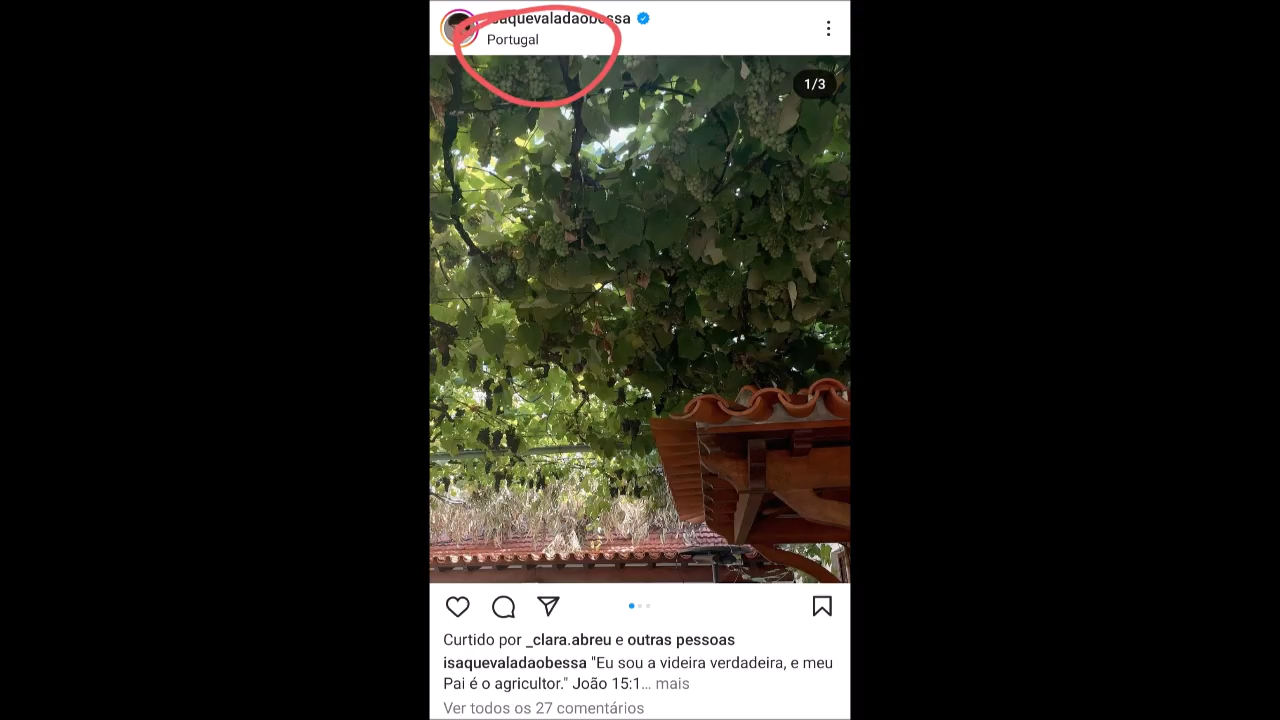 isaquevaladaobessa
Portugal
1/3
Curtido por _clara.abreu e outras pessoas
isaquevaladaobessa "Eu sou a videira verdadeira, e meu
Pai é o agricultor." João 15:1... mais
Ver todos os 27 comentários